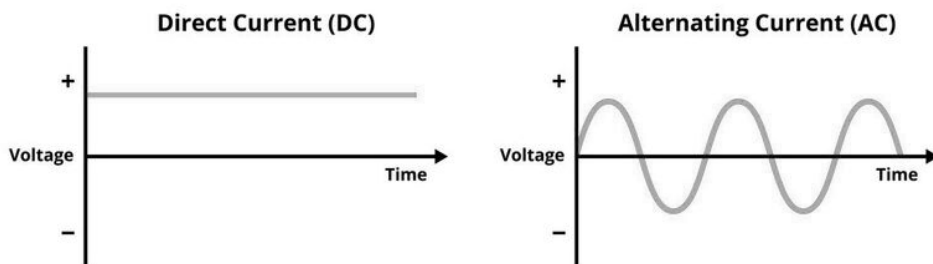 Direct Current (DC)
+
Voltage
Time
−
Alternating Current (AC)
+
Voltage
Time
−